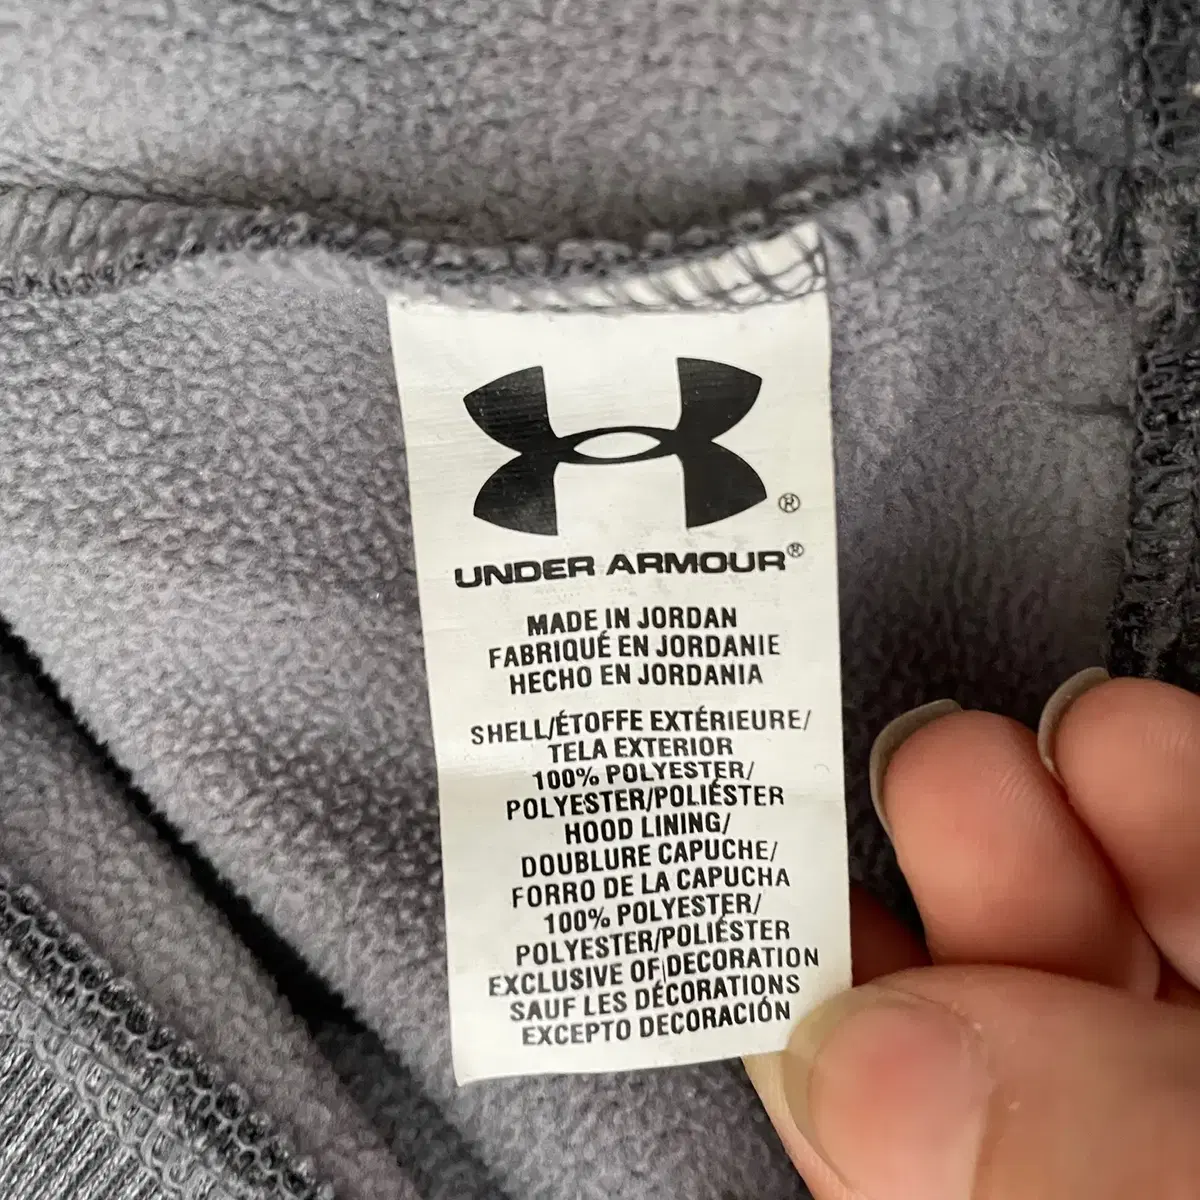 ®
UNDER ARMOUR®
MADE IN JORDAN
FABRIQUÉ EN JORDANIE
HECHO EN JORDANIA
SHELL/ÉTOFFE EXTÉRIEURE/
TELA EXTERIOR
100% POLYESTER/
POLYESTER/POLIÉSTER
HOOD LINING/
DOUBLURE CAPUCHE/
FORRO DE LA CAPUCHA
100% POLYESTER/
POLYESTER/POLIÉSTER
EXCLUSIVE OF DECORATION
SAUF LES DÉCORATIONS
EXCEPTO DECORACIÓN